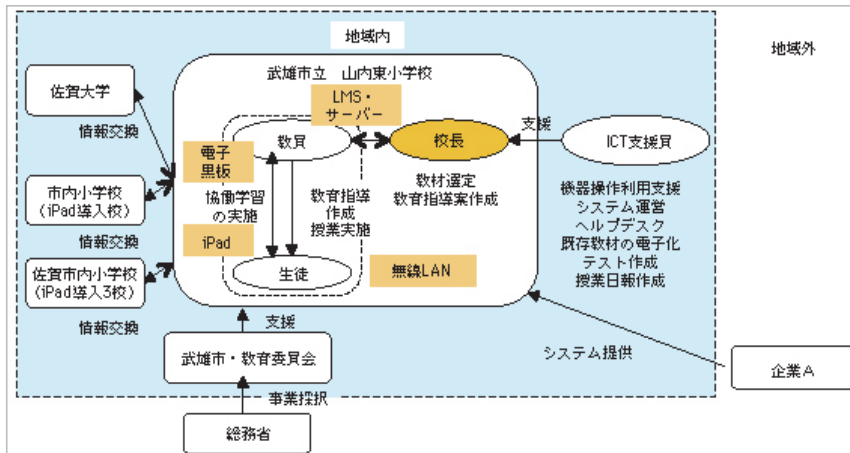 地域内
地域外
武雄市立 山内東小学校
佐賀大学
LMS・
サーバー
情報交換
教員
校長
支援
ICT支援員
電子
黒板
市内小学校
(iPad導入校)
協働学習
の実施
教育指導
作成
授業実施
教材選定
教育指導案作成
機器操作利用支援
システム運営
ヘルプデスク
既存教材の電子化
テスト作成
授業日報作成
情報交換
iPad
佐賀市内小学校
(iPad導入3校)
生徒
無線LAN
情報交換
支援
武雄市・教育委員会
システム提供
企業A
事業採択
総務省